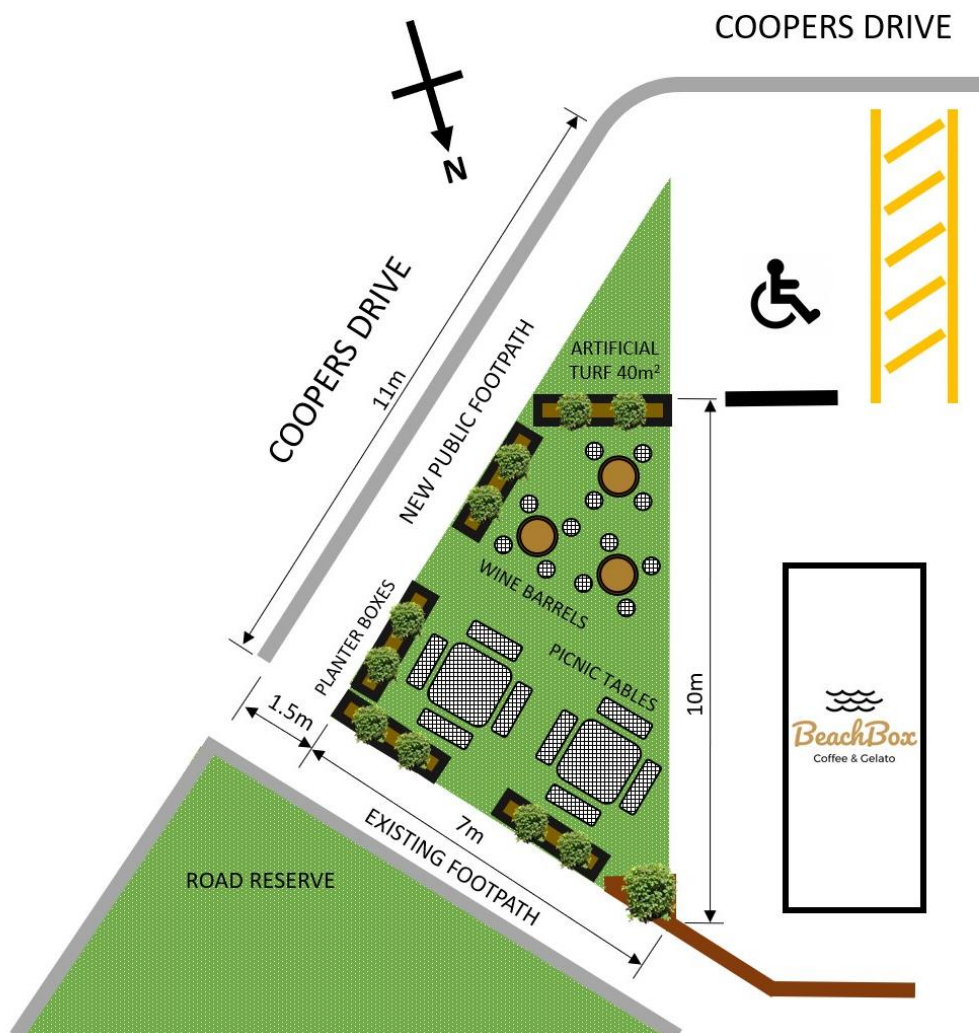 COOPERS DRIVE
N
COOPERS DRIVE
11m
NEW PUBLIC FOOTPATH
ARTIFICIAL
TURF 40m²
WINE BARRELS
PLANTER BOXES
PICNIC TABLES
10m
1.5m
7m
EXISTING FOOTPATH
ROAD RESERVE
BeachBox
Coffee & Gelato